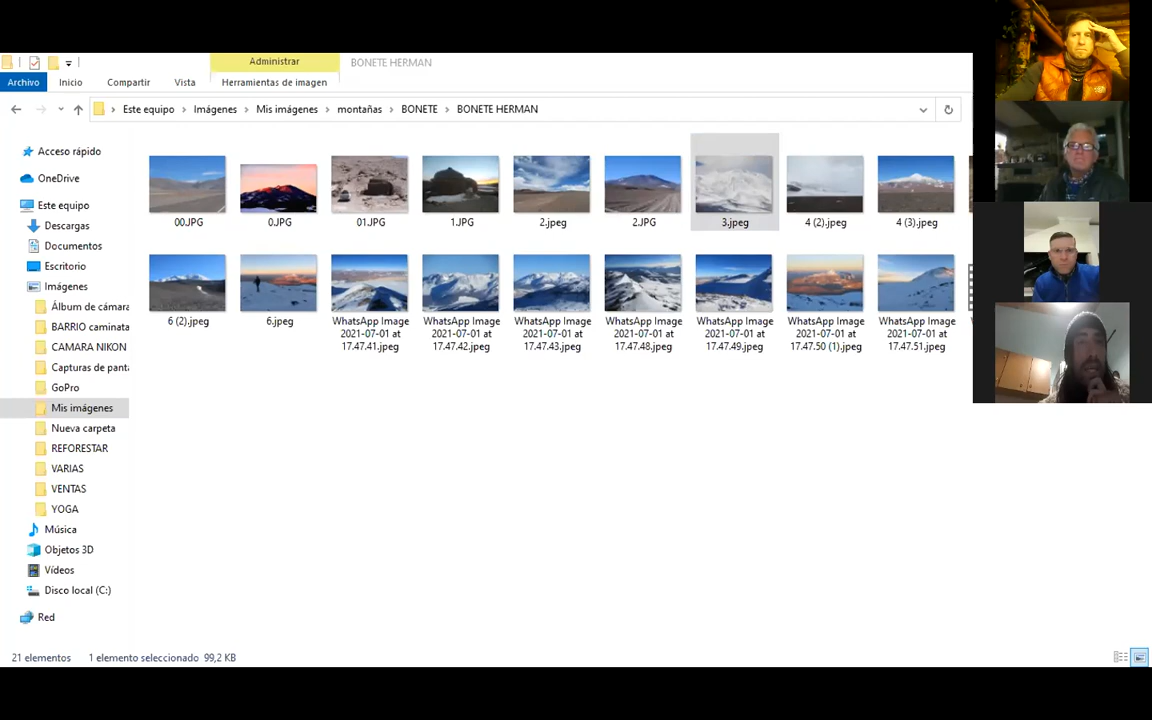 Administrar
BONETE HERMAN
Archivo
Inicio
Compartir
Vista
Herramientas de imagen
Este equipo
Imágenes
Mis imágenes
montañas
BONETE
BONETE HERMAN
Acceso rápido
OneDrive
Este equipo
Descargas
Documentos
Escritorio
Imágenes
Álbum de cámara
BARRIO caminata
CAMARA NIKON
Capturas de panta
GoPro
Mis imágenes
Nueva carpeta
REFORESTAR
VARIAS
VENTAS
YOGA
Música
Objetos 3D
Vídeos
Disco local (C:)
Red
00.JPG
0.JPG
01.JPG
1.JPG
2.jpeg
2.JPG
3.jpeg
4 (2).jpeg
4 (3).jpeg
6 (2).jpeg
6.jpeg
WhatsApp Image
2021-07-01 at
17.47.41.jpeg
WhatsApp Image
2021-07-01 at
17.47.42.jpeg
WhatsApp Image
2021-07-01 at
17.47.43.jpeg
WhatsApp Image
2021-07-01 at
17.47.48.jpeg
WhatsApp Image
2021-07-01 at
17.47.49.jpeg
WhatsApp Image
2021-07-01 at
17.47.50 (1).jpeg
WhatsApp Image
2021-07-01 at
17.47.51.jpeg
21 elementos
1 elemento seleccionado
99,2 KB